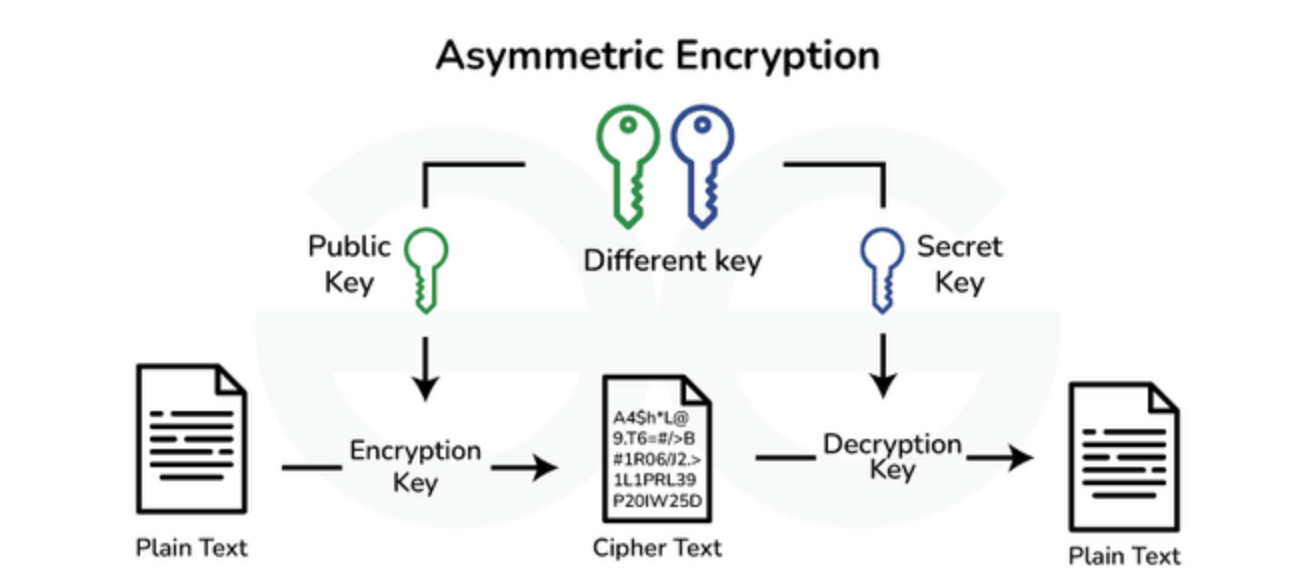 Asymmetric Encryption
Public
Key
Different key
Secret
Key
Encryption
Key
A4$h*L@
9.T6=#/>B
#1R06/J2.>
1L1PRL39
P20IW25D
Decryption
Key
Plain Text
Cipher Text
Plain Text